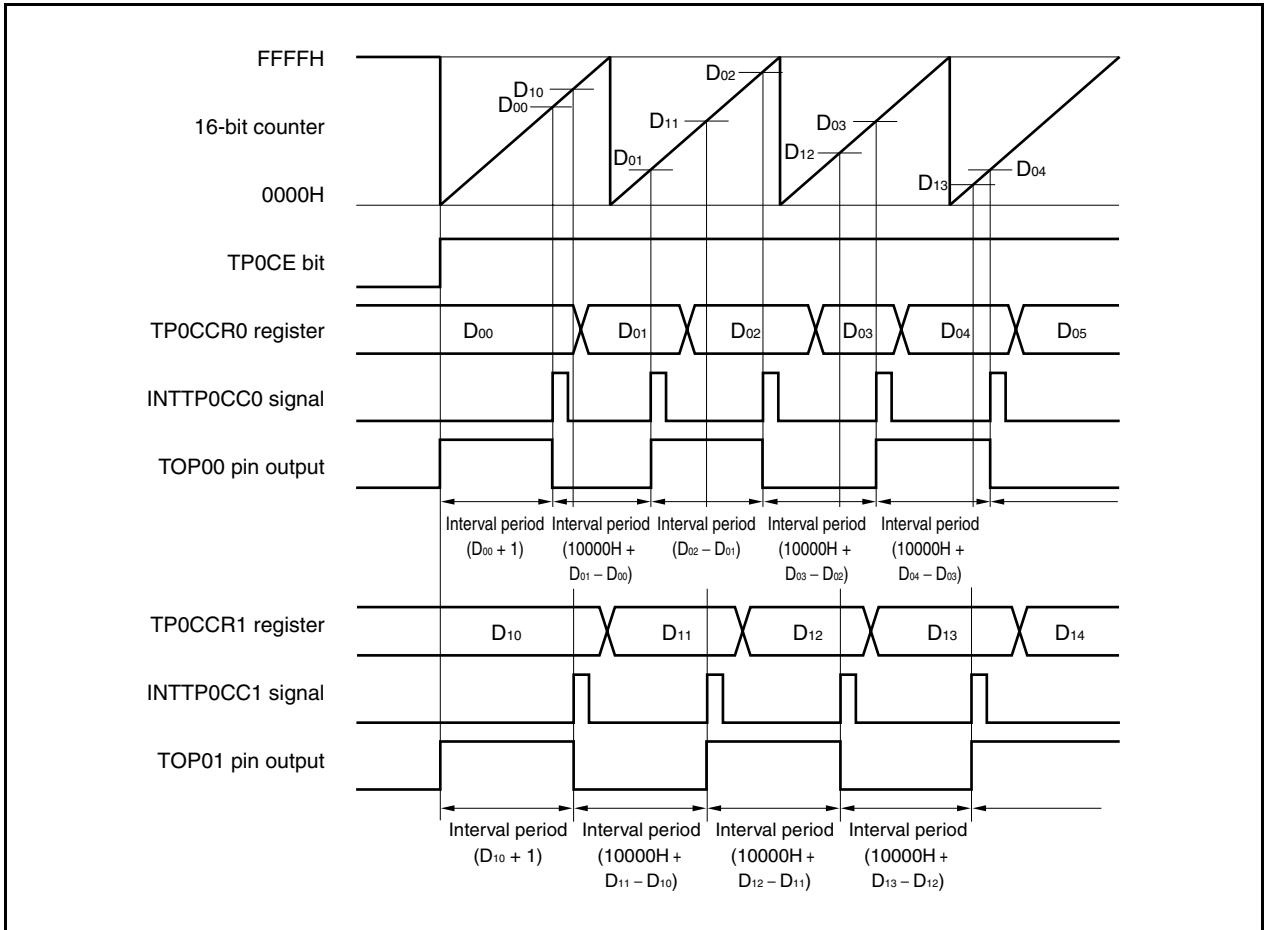 FFFFH
D10
D00
D02
16-bit counter
D11
D03
D01
D12
0000H
D13
D04
TP0CE bit
TP0CCR0 register
D00 D01 D02 D03 D04 D05
INTTP0CC0 signal
TOP00 pin output
Interval period (D00 + 1)
Interval period (10000H + D01 – D00)
Interval period (D02 – D01)
Interval period (10000H + D03 – D02)
Interval period (10000H + D04 – D03)
TP0CCR1 register
D10 D11 D12 D13 D14
INTTP0CC1 signal
TOP01 pin output
Interval period (D10 + 1)
Interval period (10000H + D11 – D10)
Interval period (10000H + D12 – D11)
Interval period (10000H + D13 – D12)